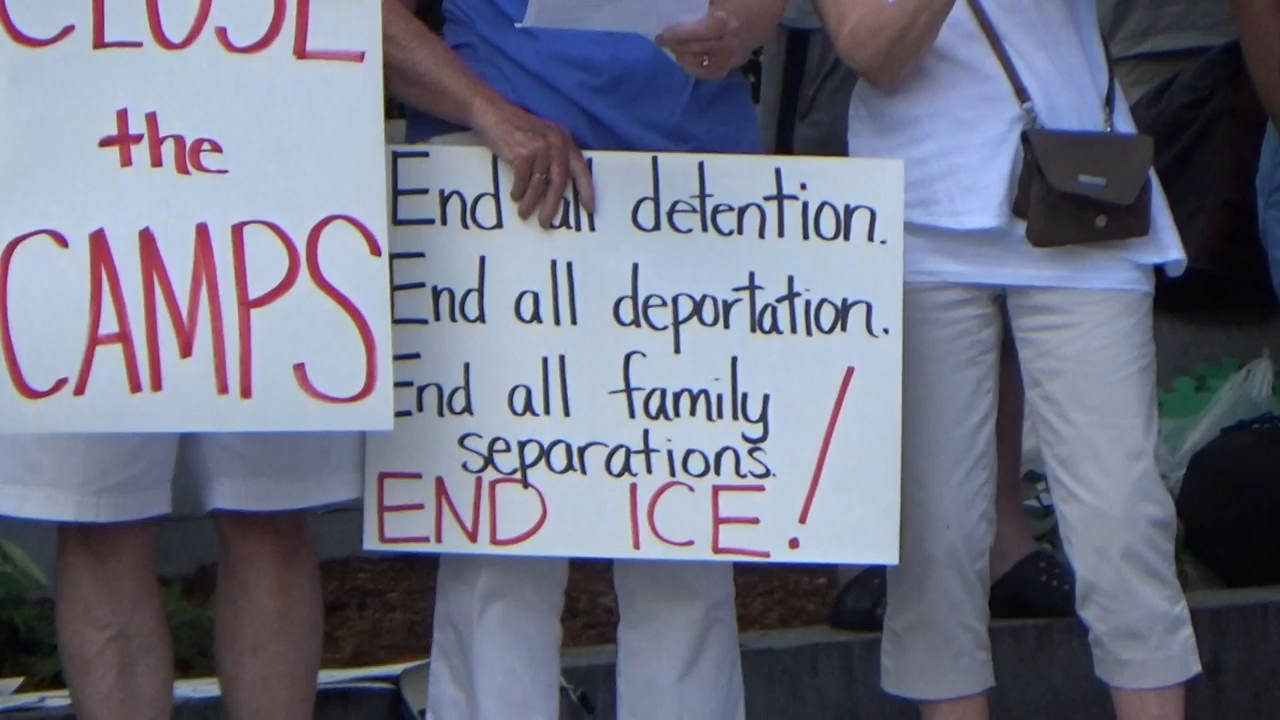 CLOSE
the
CAMPS
End all detention.
End all deportation.
End all family
separations.
END ICE!